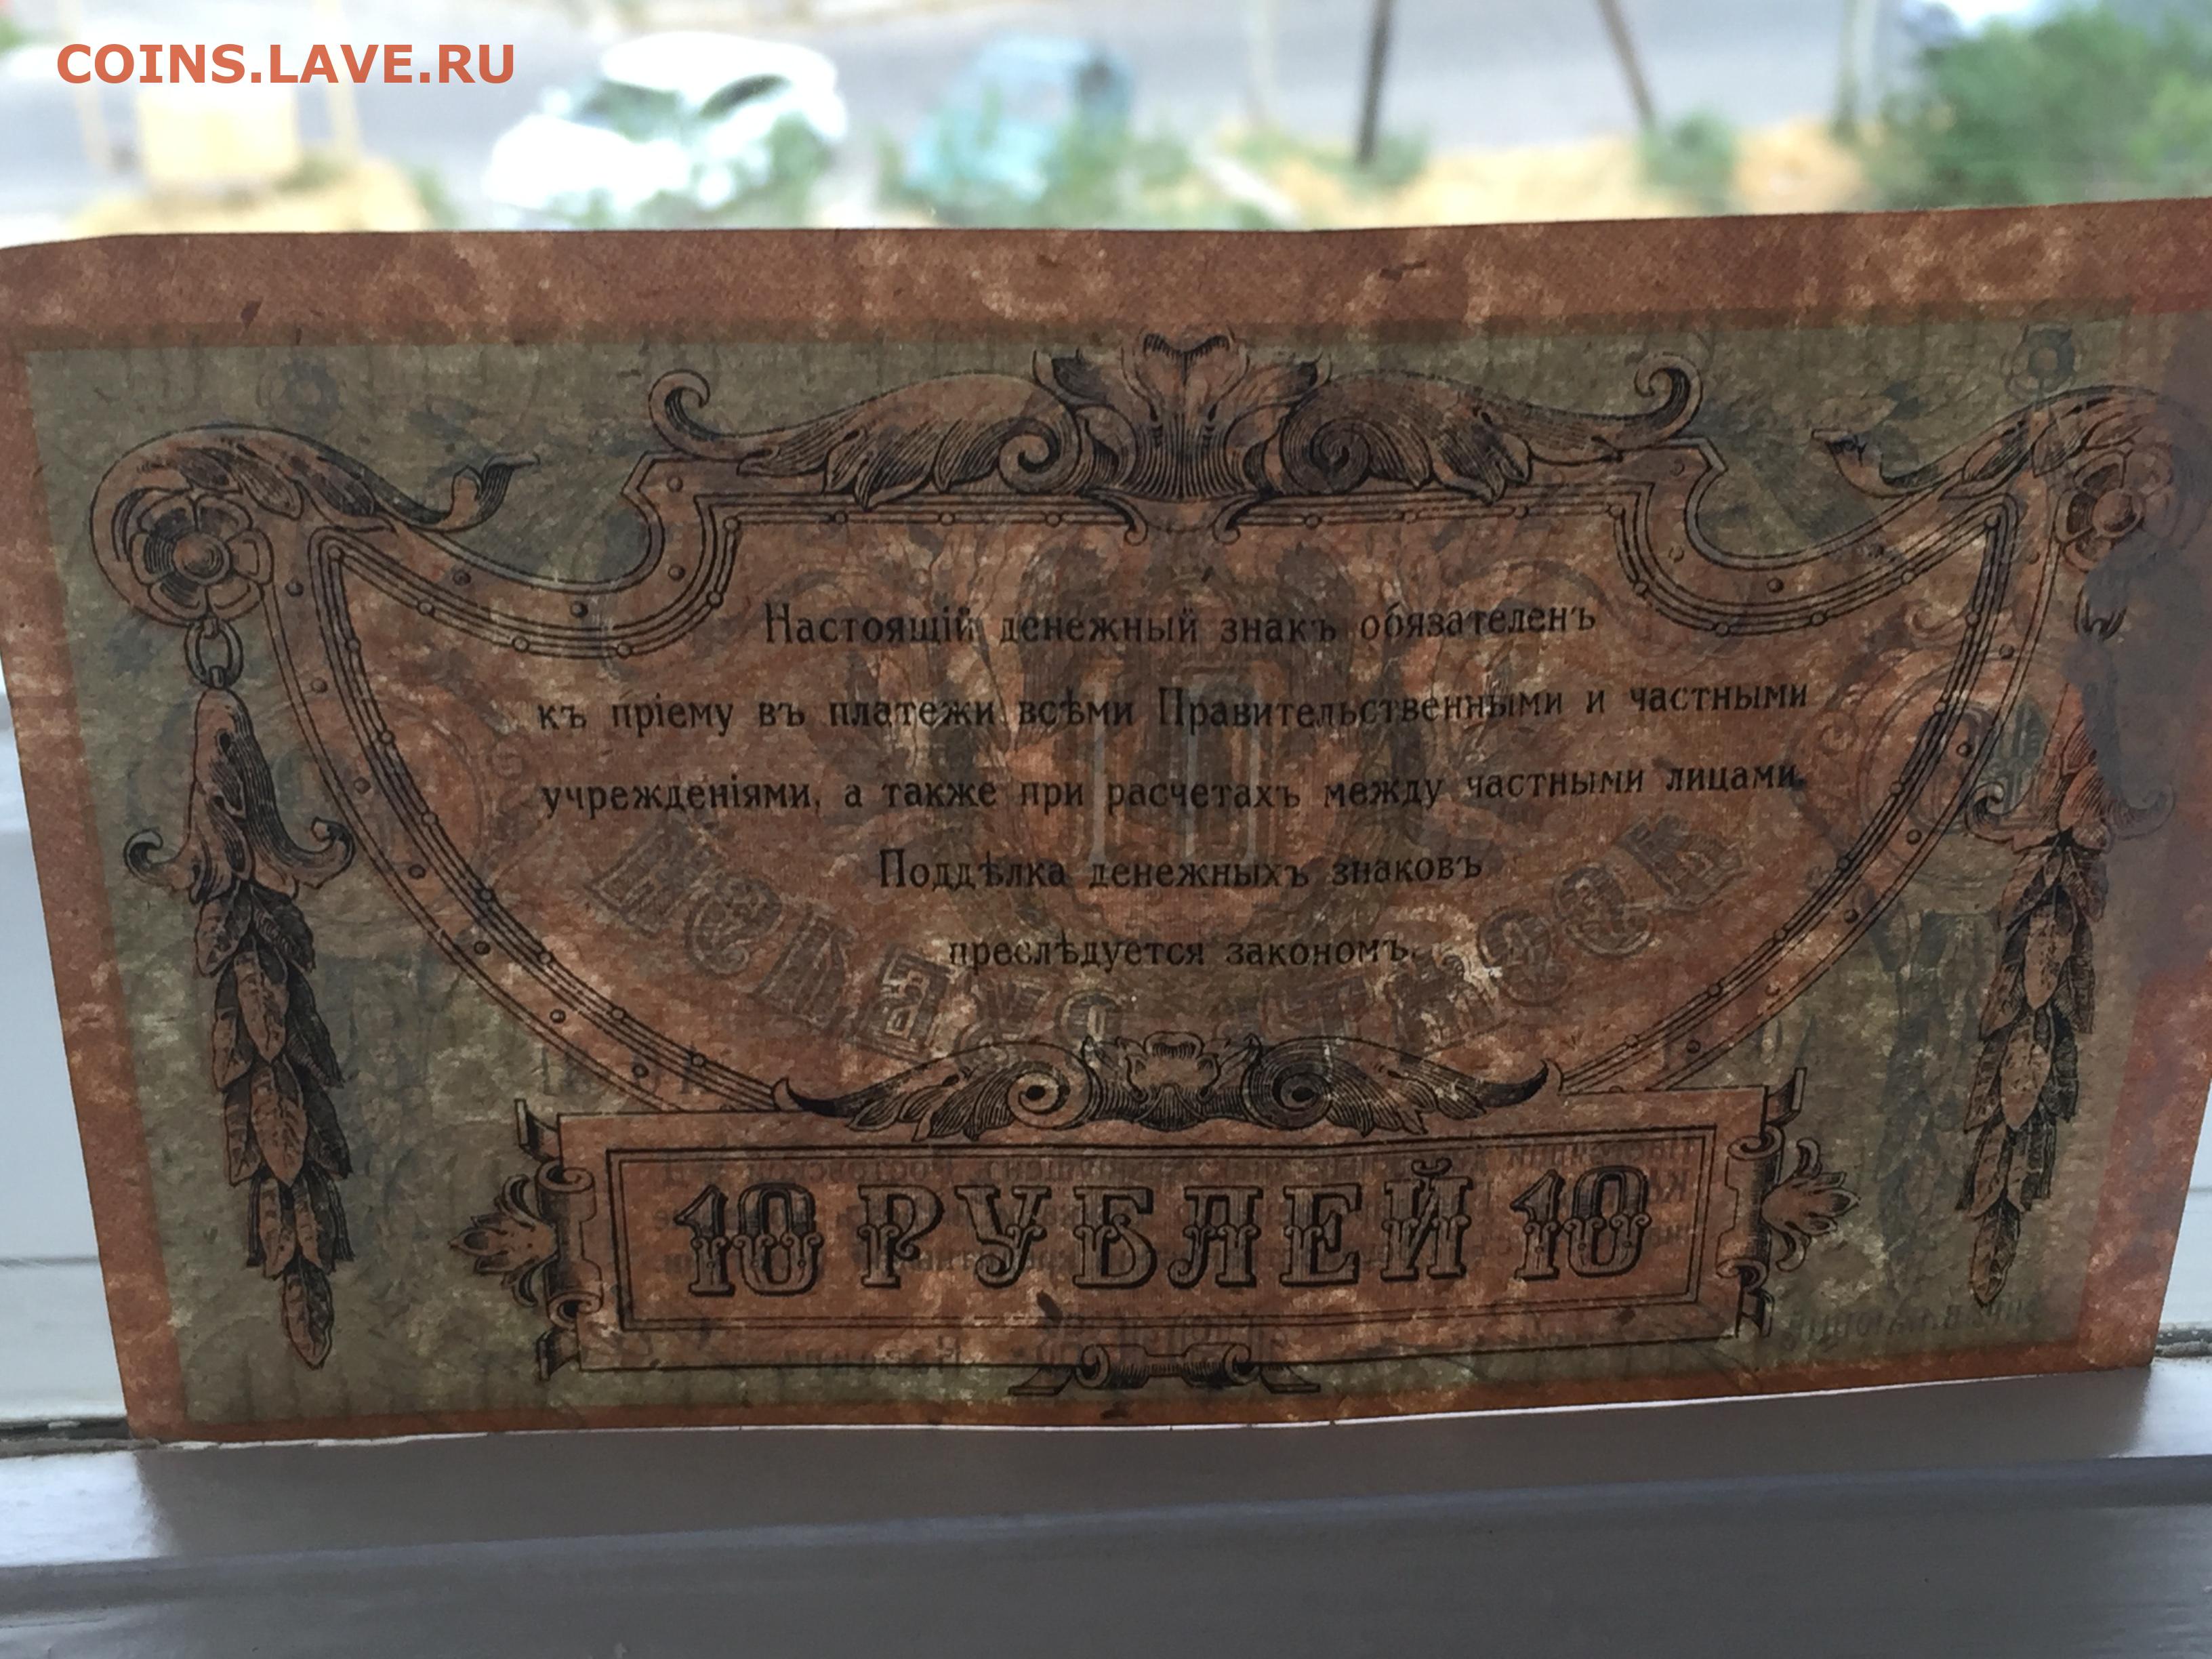 COINS.LAVE.RU
Настоящій денежный знакъ обязателенъ
къ пріему въ платежи всѣми Правительственными и частными
учрежденіями, а также при расчетахъ между частными лицами.
Поддѣлка денежныхъ знаковъ
преслѣдуется закономъ.
10 РУБЛЕЙ 10